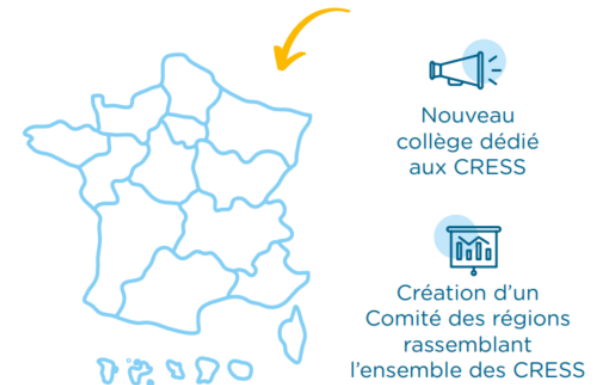 Nouveau
collège dédié
aux CRESS
Création d'un
Comité des régions
rassemblant
l'ensemble des CRESS